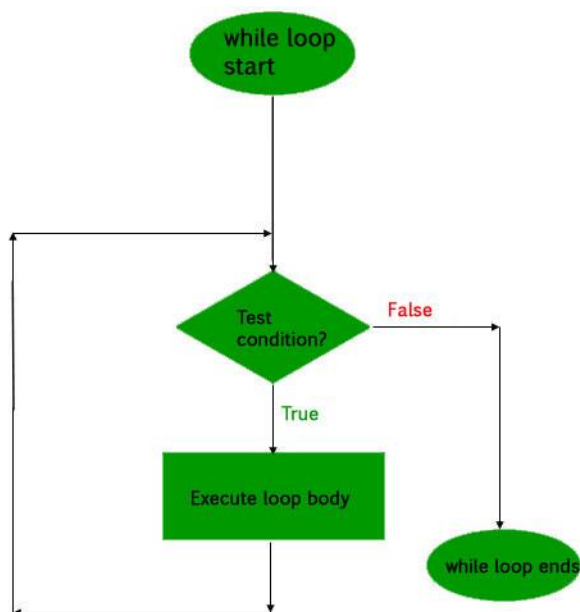 while loop
start
Test
condition?
False
True
Execute loop body
while loop ends